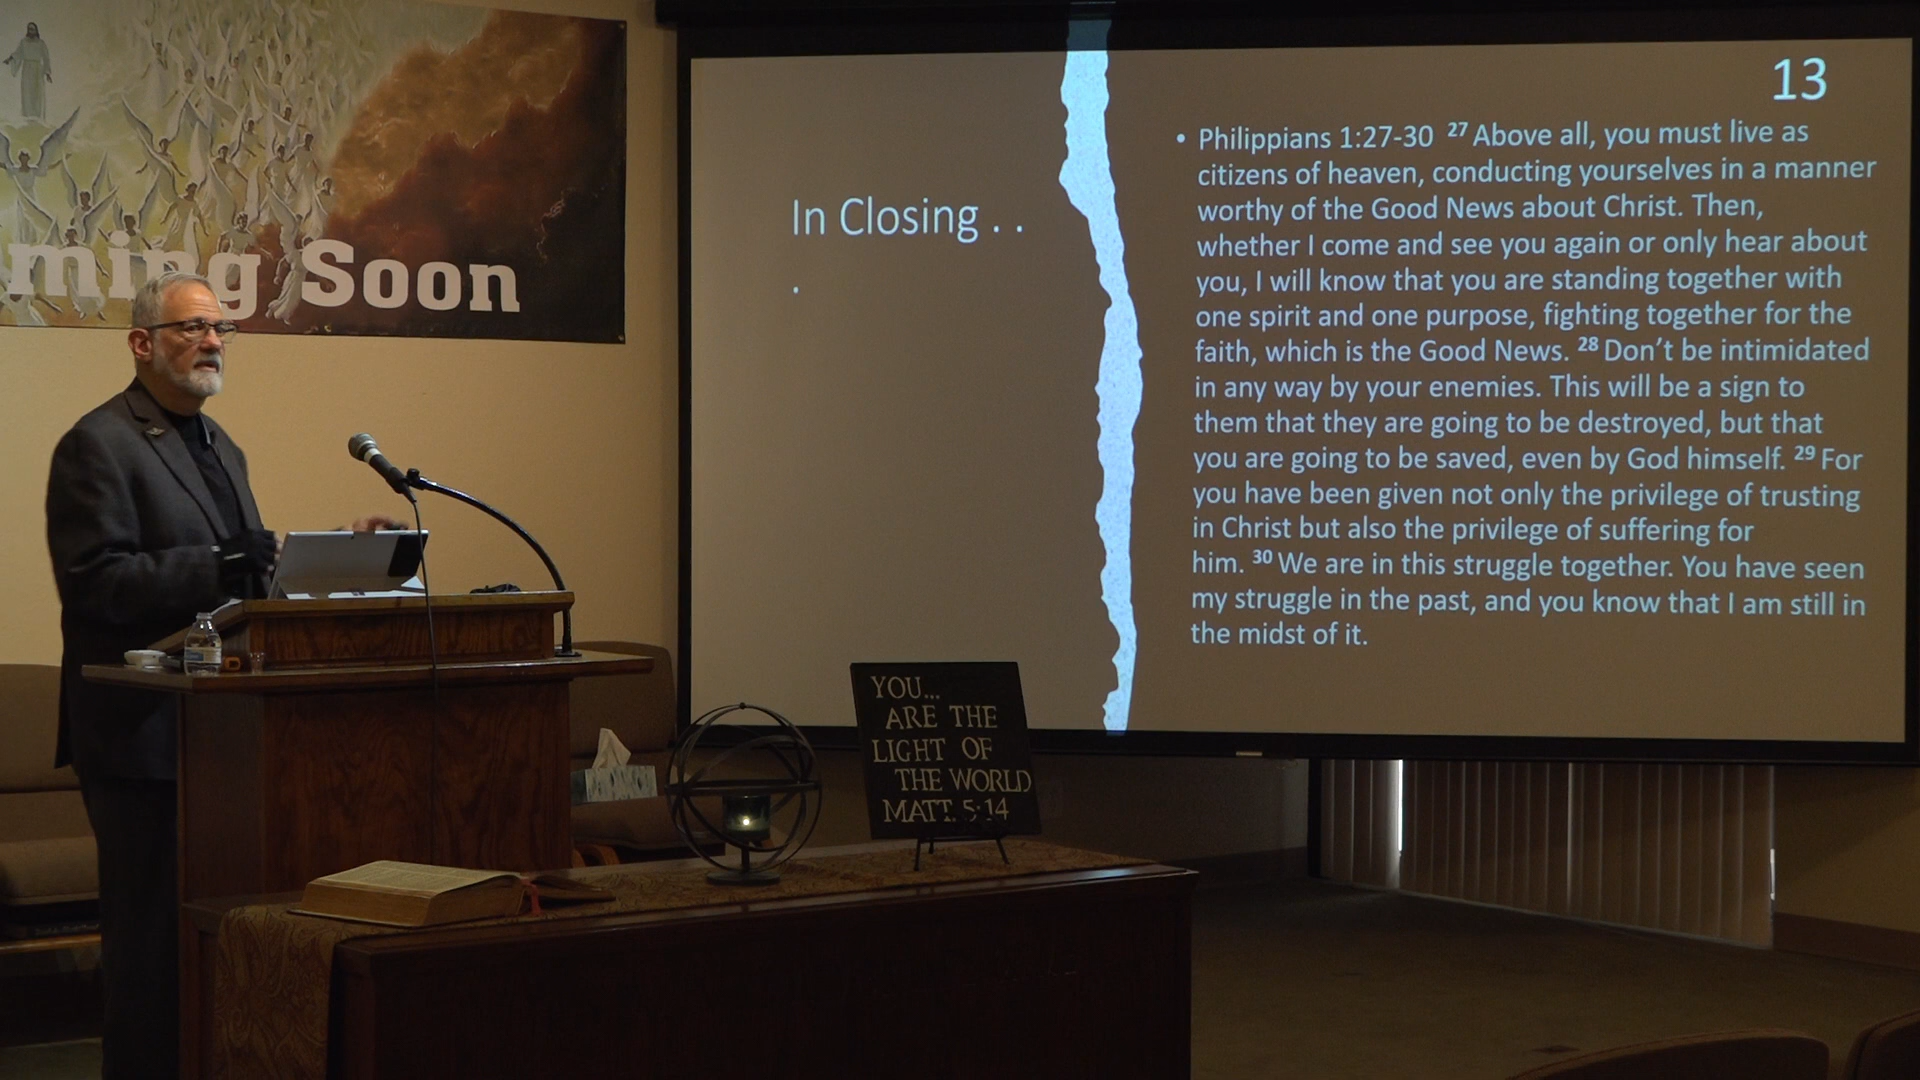 ming Soon
In Closing . .
.
13
• Philippians 1:27-30 27 Above all, you must live as
citizens of heaven, conducting yourselves in a manner
worthy of the Good News about Christ. Then,
whether I come and see you again or only hear about
you, I will know that you are standing together with
one spirit and one purpose, fighting together for the
faith, which is the Good News. 28 Don’t be intimidated
in any way by your enemies. This will be a sign to
them that they are going to be destroyed, but that
you are going to be saved, even by God himself. 29 For
you have been given not only the privilege of trusting
in Christ but also the privilege of suffering for
him. 30 We are in this struggle together. You have seen
my struggle in the past, and you know that I am still in
the midst of it.
YOU...
ARE THE
LIGHT OF
THE WORLD
MATT. 5:14